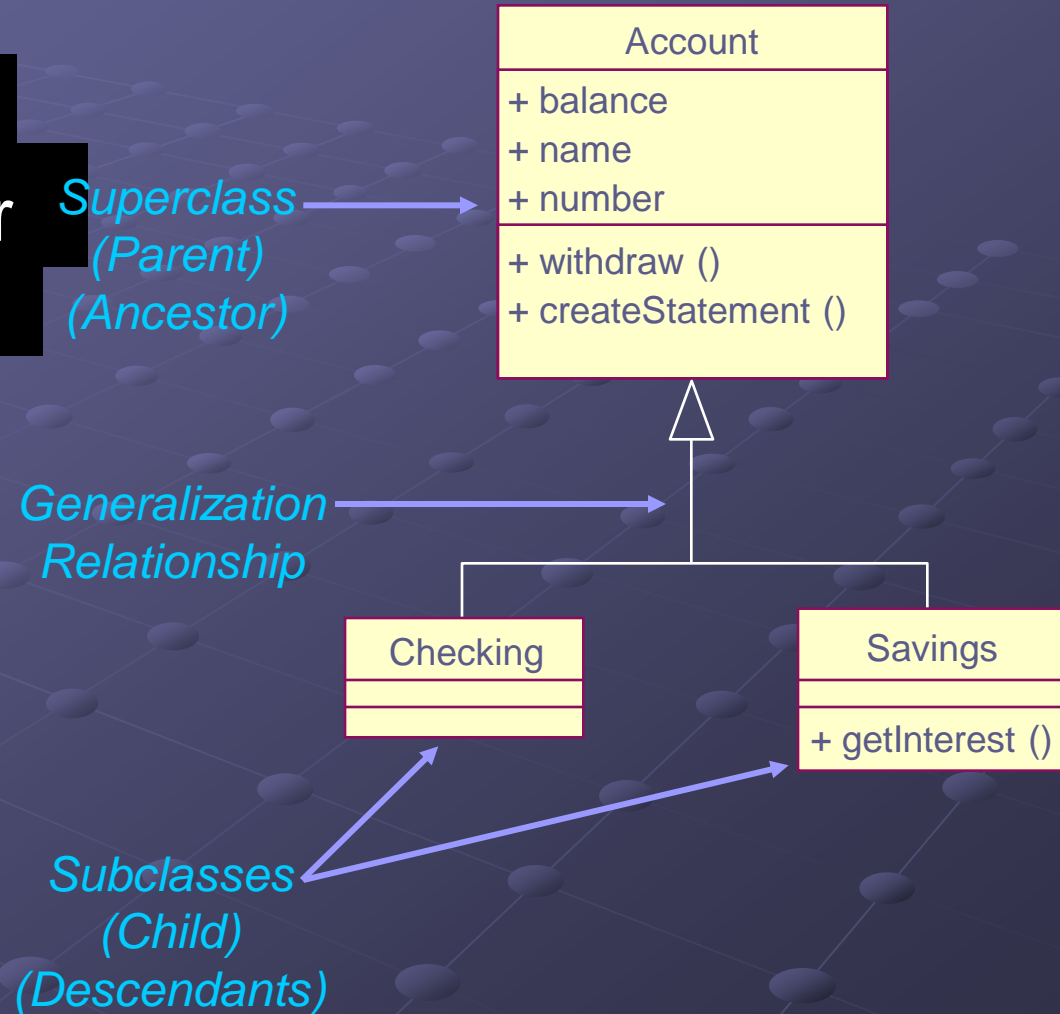 Account
+ balance
+ name
+ number
+ withdraw ()
+ createStatement ()
r
Superclass
(Parent)
(Ancestor)
Generalization
Relationship
Checking
Savings
+ getInterest ()
Subclasses
(Child)
(Descendants)